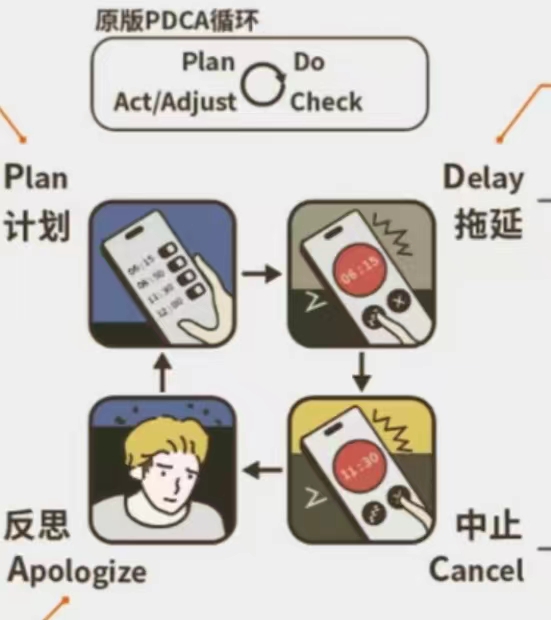 原版PDCA循环
Plan Do
Act/Adjust Check
Plan
计划
Delay
拖延
06:15
06:30
11:30
12:00
06:15
11:30
反思
Apologize
中止
Cancel